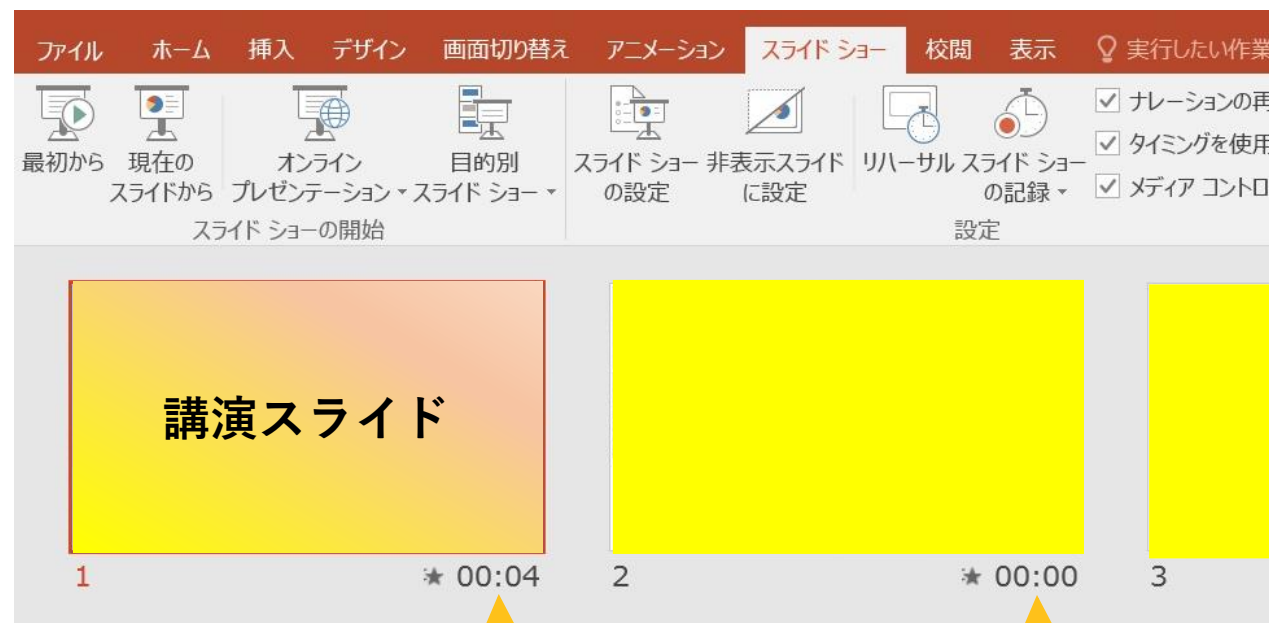 ファイル ホーム 挿入 デザイン 画面切り替え アニメーション スライド ショー 校閲 表示 実行したい作業
最初から 現在の オンライン 目的別 スライド ショー 非表示スライド リハーサル スライド ショー
スライドから プレゼンテーション スライド ショー の設定 に設定 の記録
ナレーションの再
タイミングを使用
メディア コントロ
スライド ショーの開始 設定
講演スライド
1 00:04 2 00:00 3